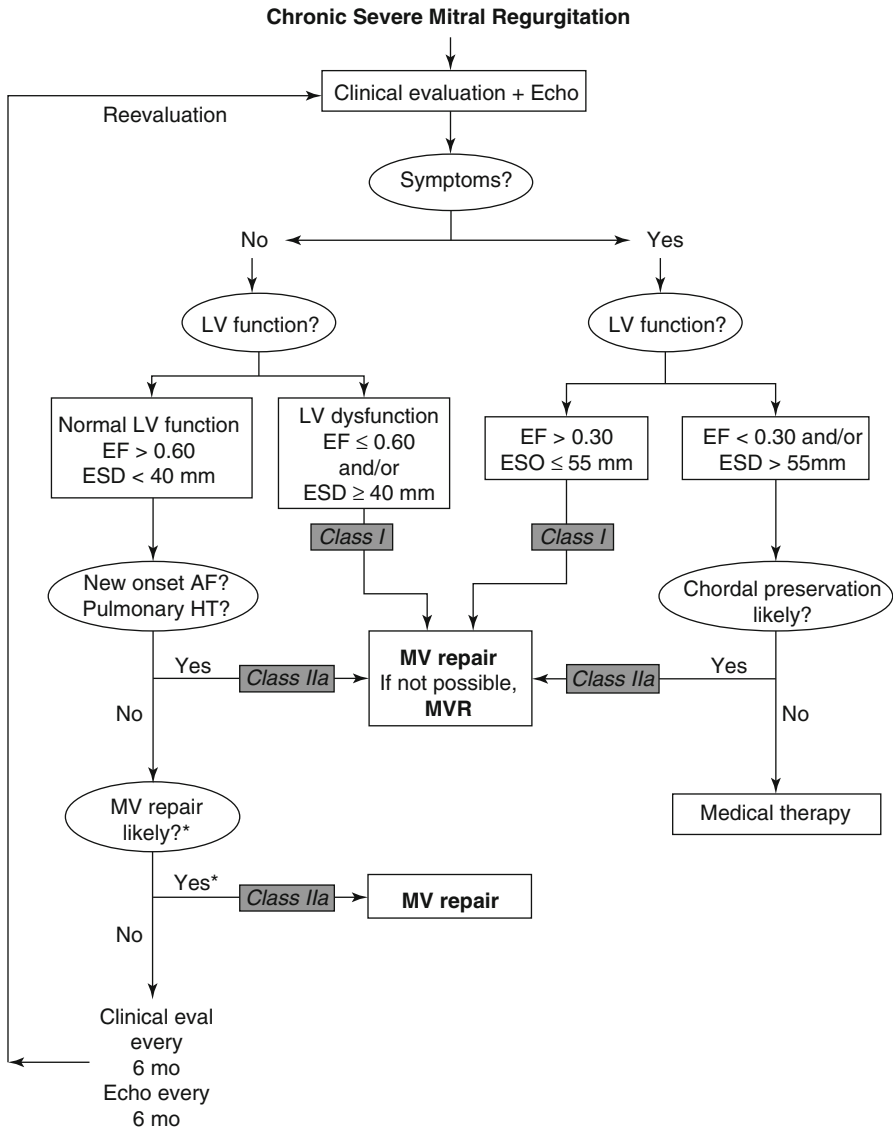 Chronic Severe Mitral Regurgitation
Clinical evaluation + Echo
Reevaluation
Symptoms?
No
Yes
LV function?
LV function?
Normal LV function
EF > 0.60
ESD < 40 mm
LV dysfunction
EF ≤ 0.60
and/or
ESD ≥ 40 mm
EF > 0.30
ESO ≤ 55 mm
EF < 0.30 and/or
ESD > 55mm
Class I
Class I
New onset AF?
Pulmonary HT?
Chordal preservation
likely?
MV repair
If not possible,
MVR
Yes
Class IIa
Class IIa
Yes
No
No
MV repair
likely?*
Medical therapy
Yes*
Class IIa
MV repair
No
Clinical eval
every
6 mo
Echo every
6 mo